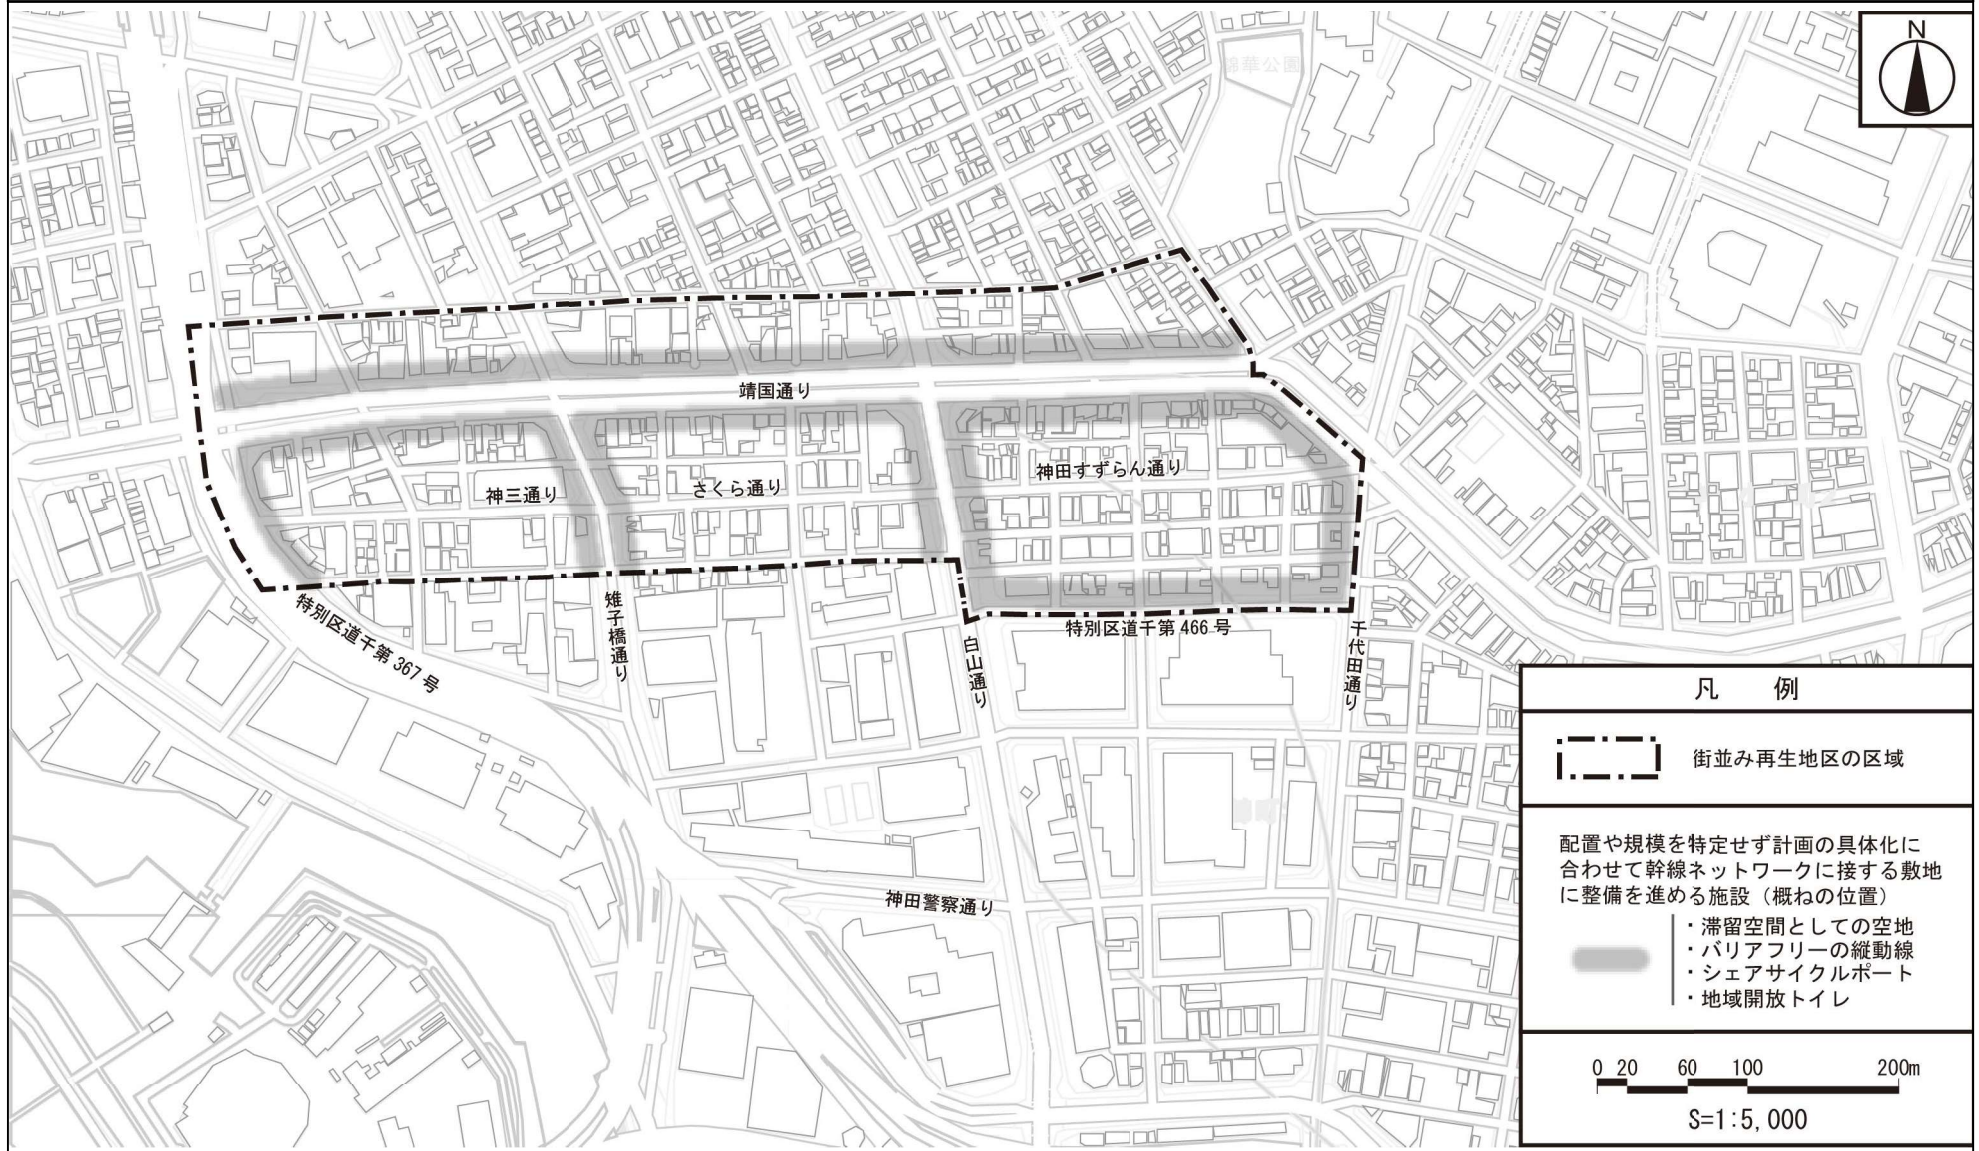 N
錦華公園
靖国通り
神田すずらん通り
さくら通り
神三通り
特別区道千第367号
雉子橋通り
白山通り
特別区道千第466号
千代田通り
神田警察通り
凡 例
街並み再生地区の区域
配置や規模を特定せず計画の具体化に
合わせて幹線ネットワークに接する敷地
に整備を進める施設（概ねの位置）
・滞留空間としての空地
・バリアフリーの縦動線
・シェアサイクルポート
・地域開放トイレ
0 20 60 100 200m
S=1:5,000